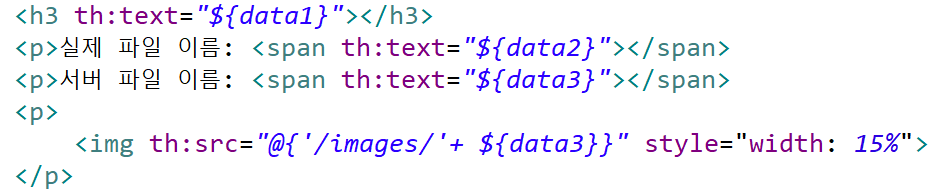 <h3 th:text="${data1}"></h3>
<p>실제 파일 이름: <span th:text="${data2}"></span>
<p>서버 파일 이름: <span th:text="${data3}"></span>
<p>
    <img th:src="@{'/images/'+ ${data3}}" style="width: 15%">
</p>